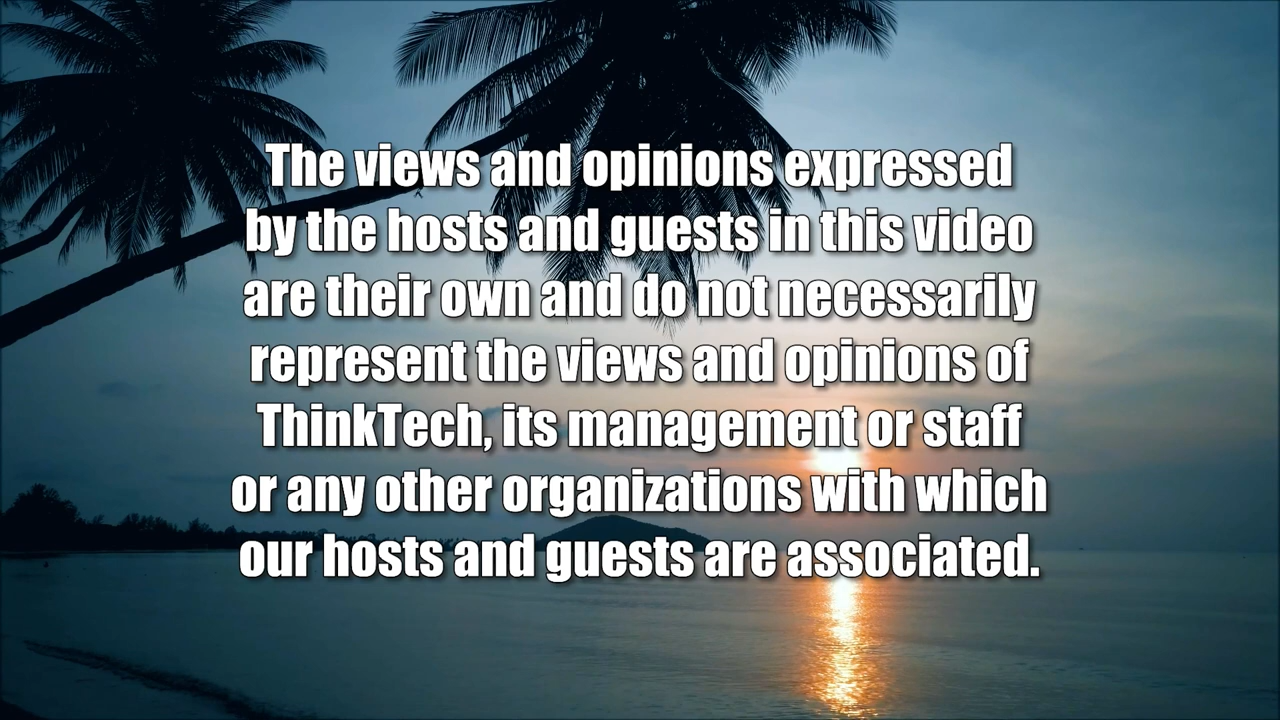 The views and opinions expressed
by the hosts and guests in this video
are their own and do not necessarily
represent the views and opinions of
ThinkTech, its management or staff
or any other organizations with which
our hosts and guests are associated.